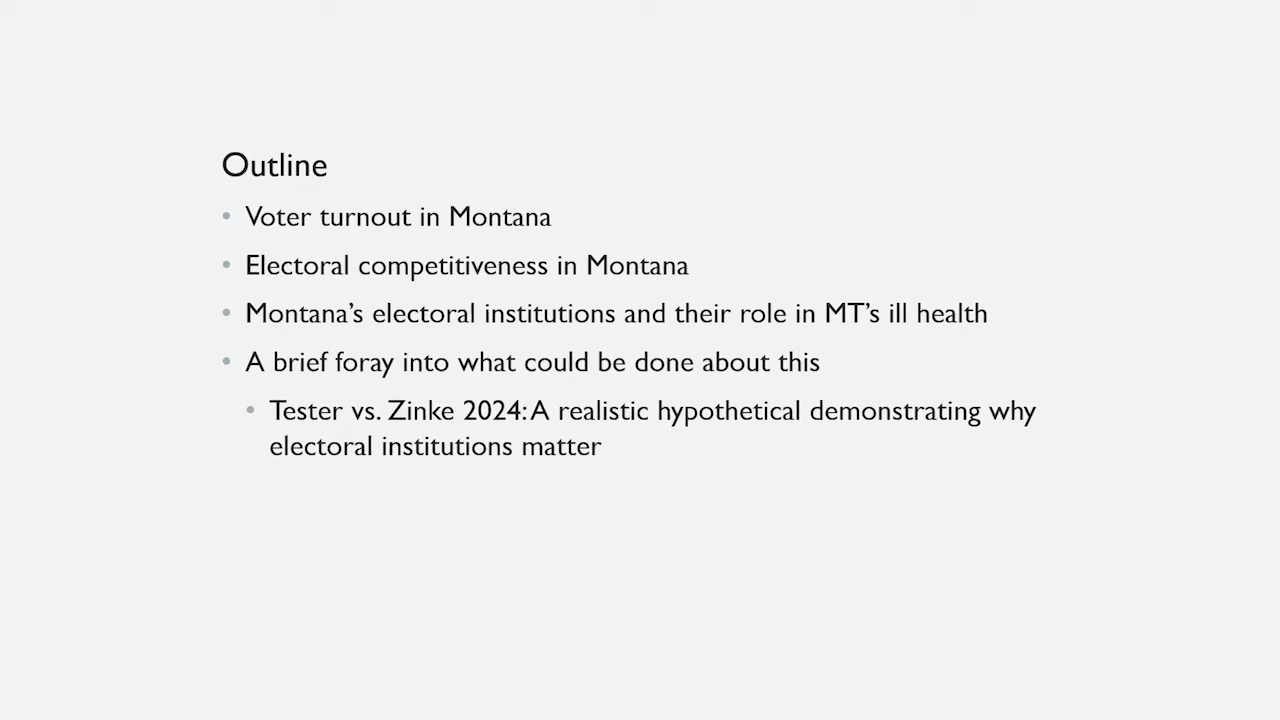 Outline
• Voter turnout in Montana
• Electoral competitiveness in Montana
• Montana’s electoral institutions and their role in MT’s ill health
• A brief foray into what could be done about this
• Tester vs. Zinke 2024: A realistic hypothetical demonstrating why
electoral institutions matter